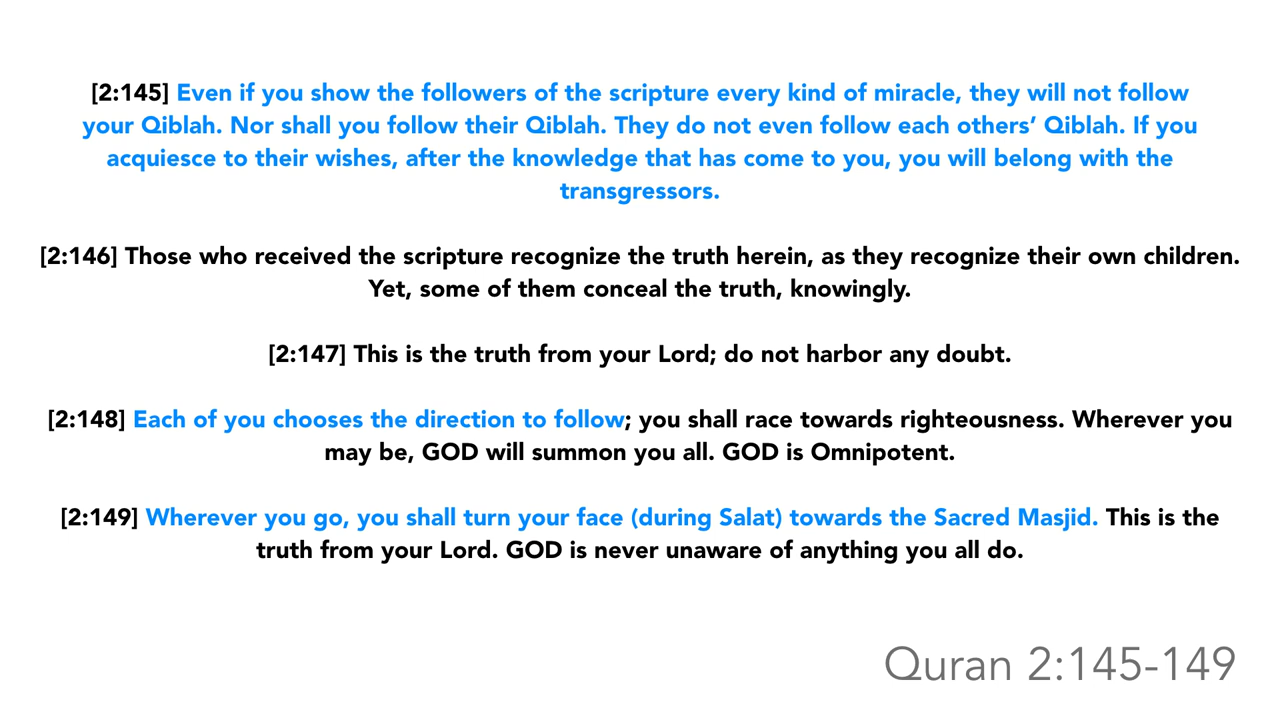 [2:145] Even if you show the followers of the scripture every kind of miracle, they will not follow
your Qiblah. Nor shall you follow their Qiblah. They do not even follow each others’ Qiblah. If you
acquiesce to their wishes, after the knowledge that has come to you, you will belong with the
transgressors.
[2:146] Those who received the scripture recognize the truth herein, as they recognize their own children.
Yet, some of them conceal the truth, knowingly.
[2:147] This is the truth from your Lord; do not harbor any doubt.
[2:148] Each of you chooses the direction to follow; you shall race towards righteousness. Wherever you
may be, GOD will summon you all. GOD is Omnipotent.
[2:149] Wherever you go, you shall turn your face (during Salat) towards the Sacred Masjid. This is the
truth from your Lord. GOD is never unaware of anything you all do.
Quran 2:145-149